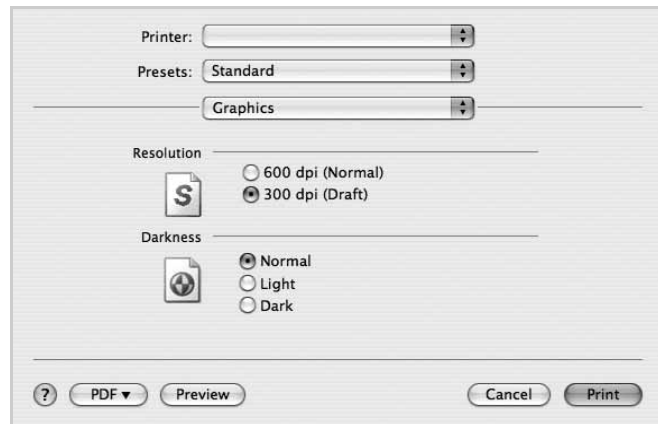 Printer:
Presets: Standard
Graphics
Resolution
600 dpi (Normal)
S
300 dpi (Draft)
Darkness
Normal
Light
Dark
? PDF Preview Cancel Print